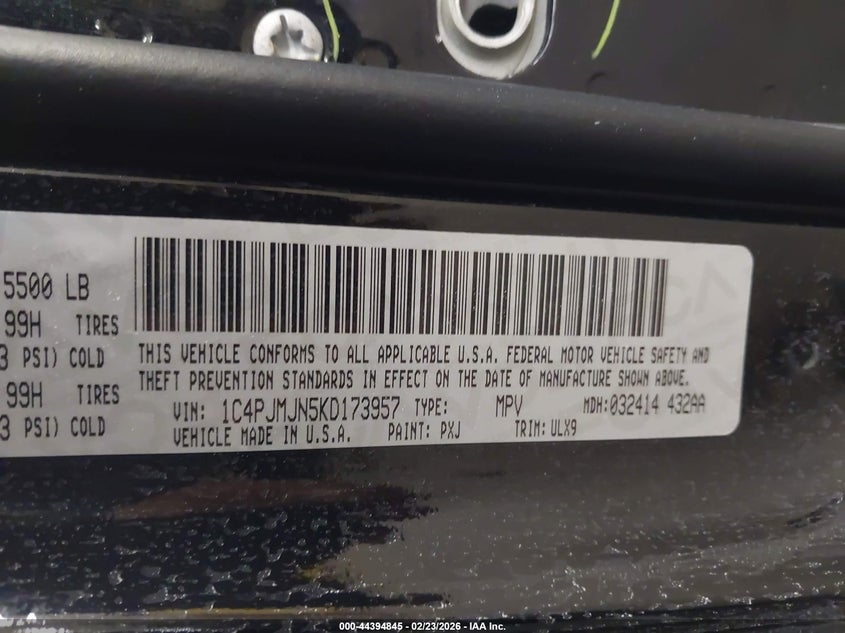 5500 LB
99H TIRES
3 PSI) COLD
99H TIRES
3 PSI) COLD
THIS VEHICLE CONFORMS TO ALL APPLICABLE U.S.A. FEDERAL MOTOR VEHICLE SAFETY AND
THEFT PREVENTION STANDARDS IN EFFECT ON THE DATE OF MANUFACTURE SHOWN ABOVE.
VIN: 1C4PJMJN5KD173957 TYPE: MPV MDH: 032414 432AA
VEHICLE MADE IN U.S.A. PAINT: PXJ TRIM: ULX9
000-44394845 - 02/23/2026 - IAA Inc.